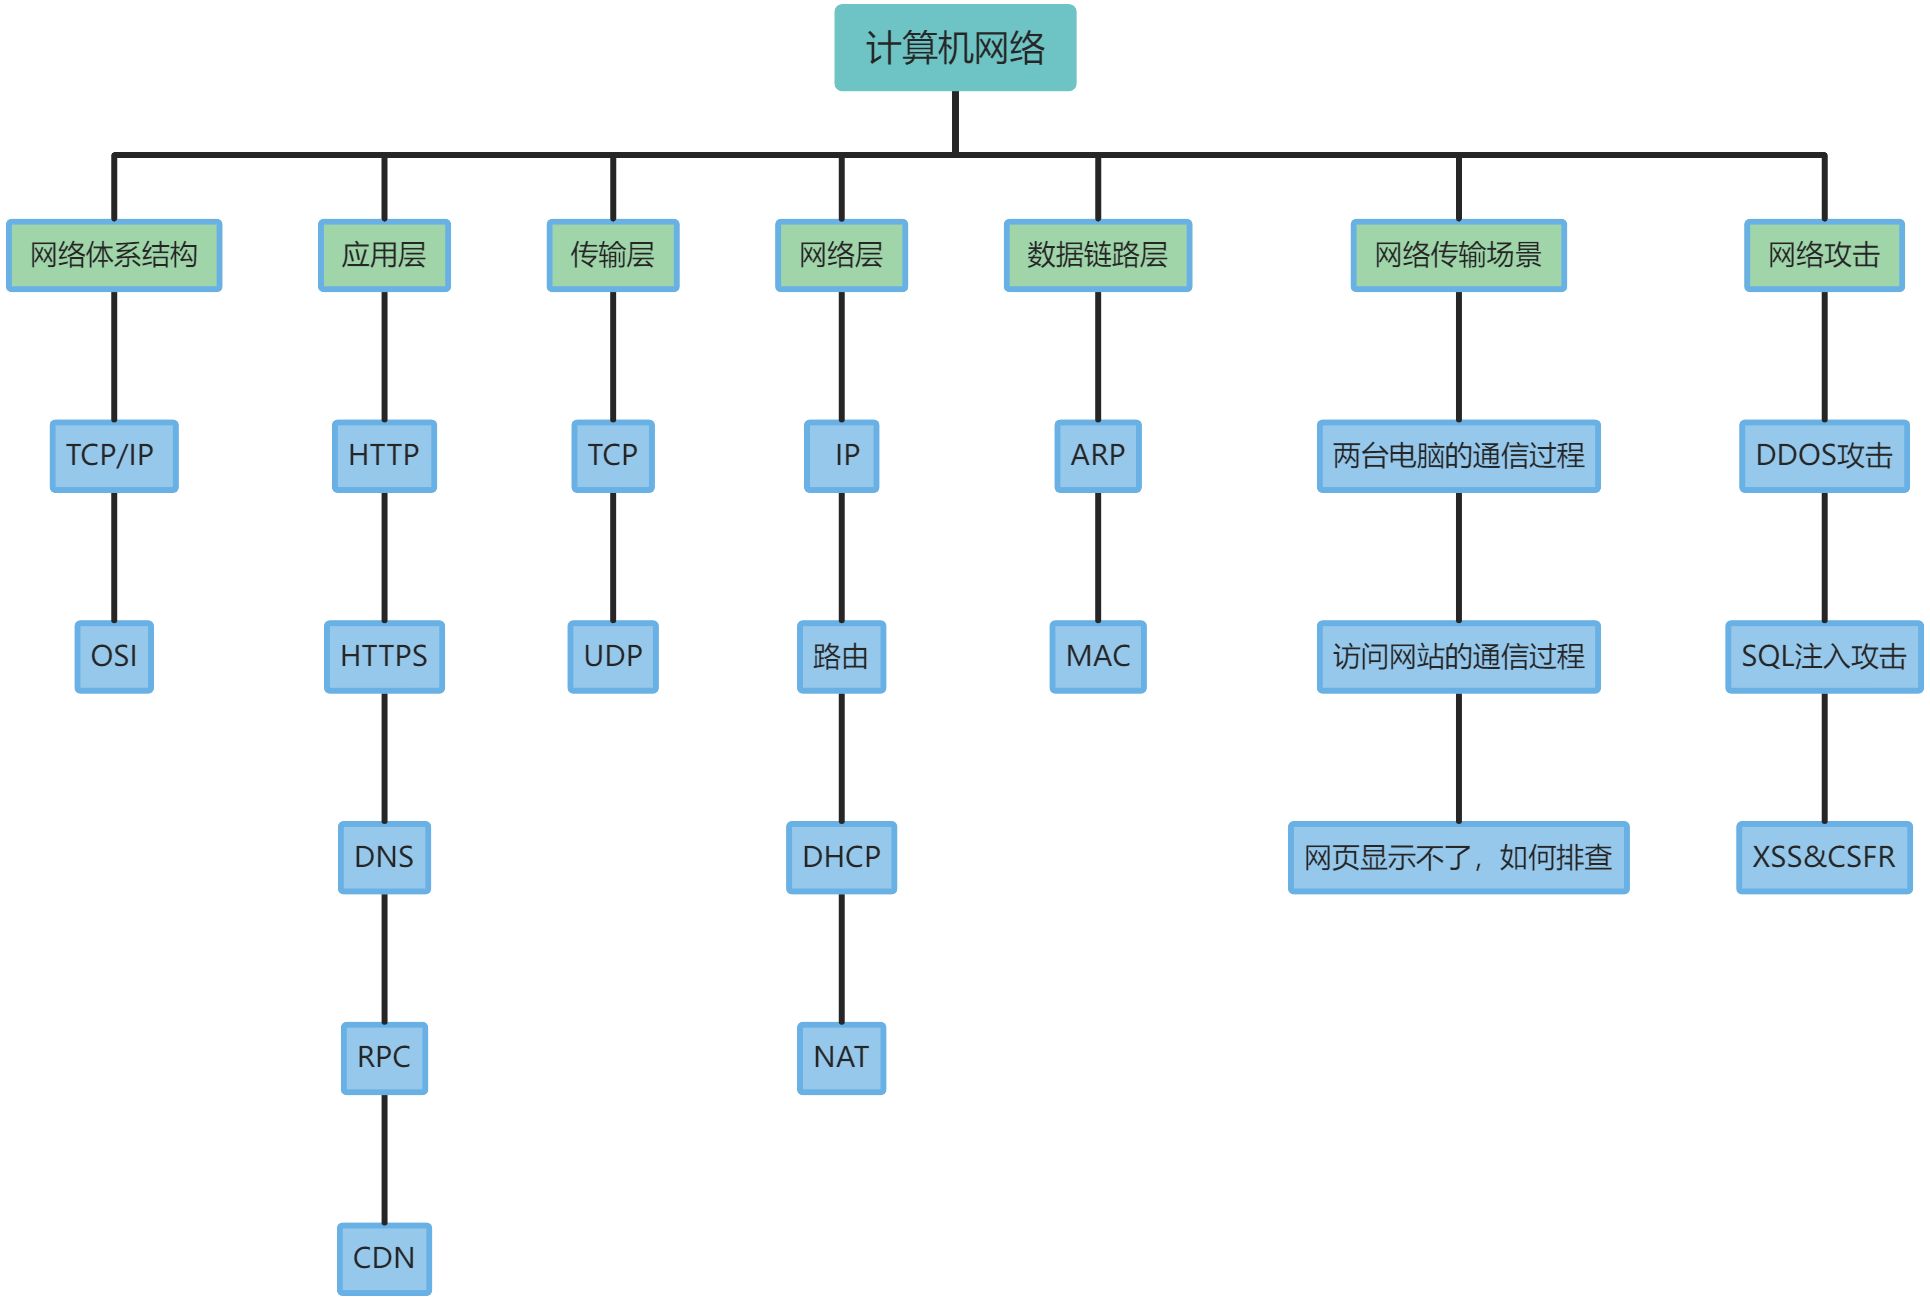 计算机网络
网络体系结构
应用层
传输层
网络层
数据链路层
网络传输场景
网络攻击
TCP/IP
HTTP
TCP
IP
ARP
两台电脑的通信过程
DDOS攻击
OSI
HTTPS
UDP
路由
MAC
访问网站的通信过程
SQL注入攻击
DNS
DHCP
网页显示不了，如何排查
XSS&CSFR
RPC
NAT
CDN